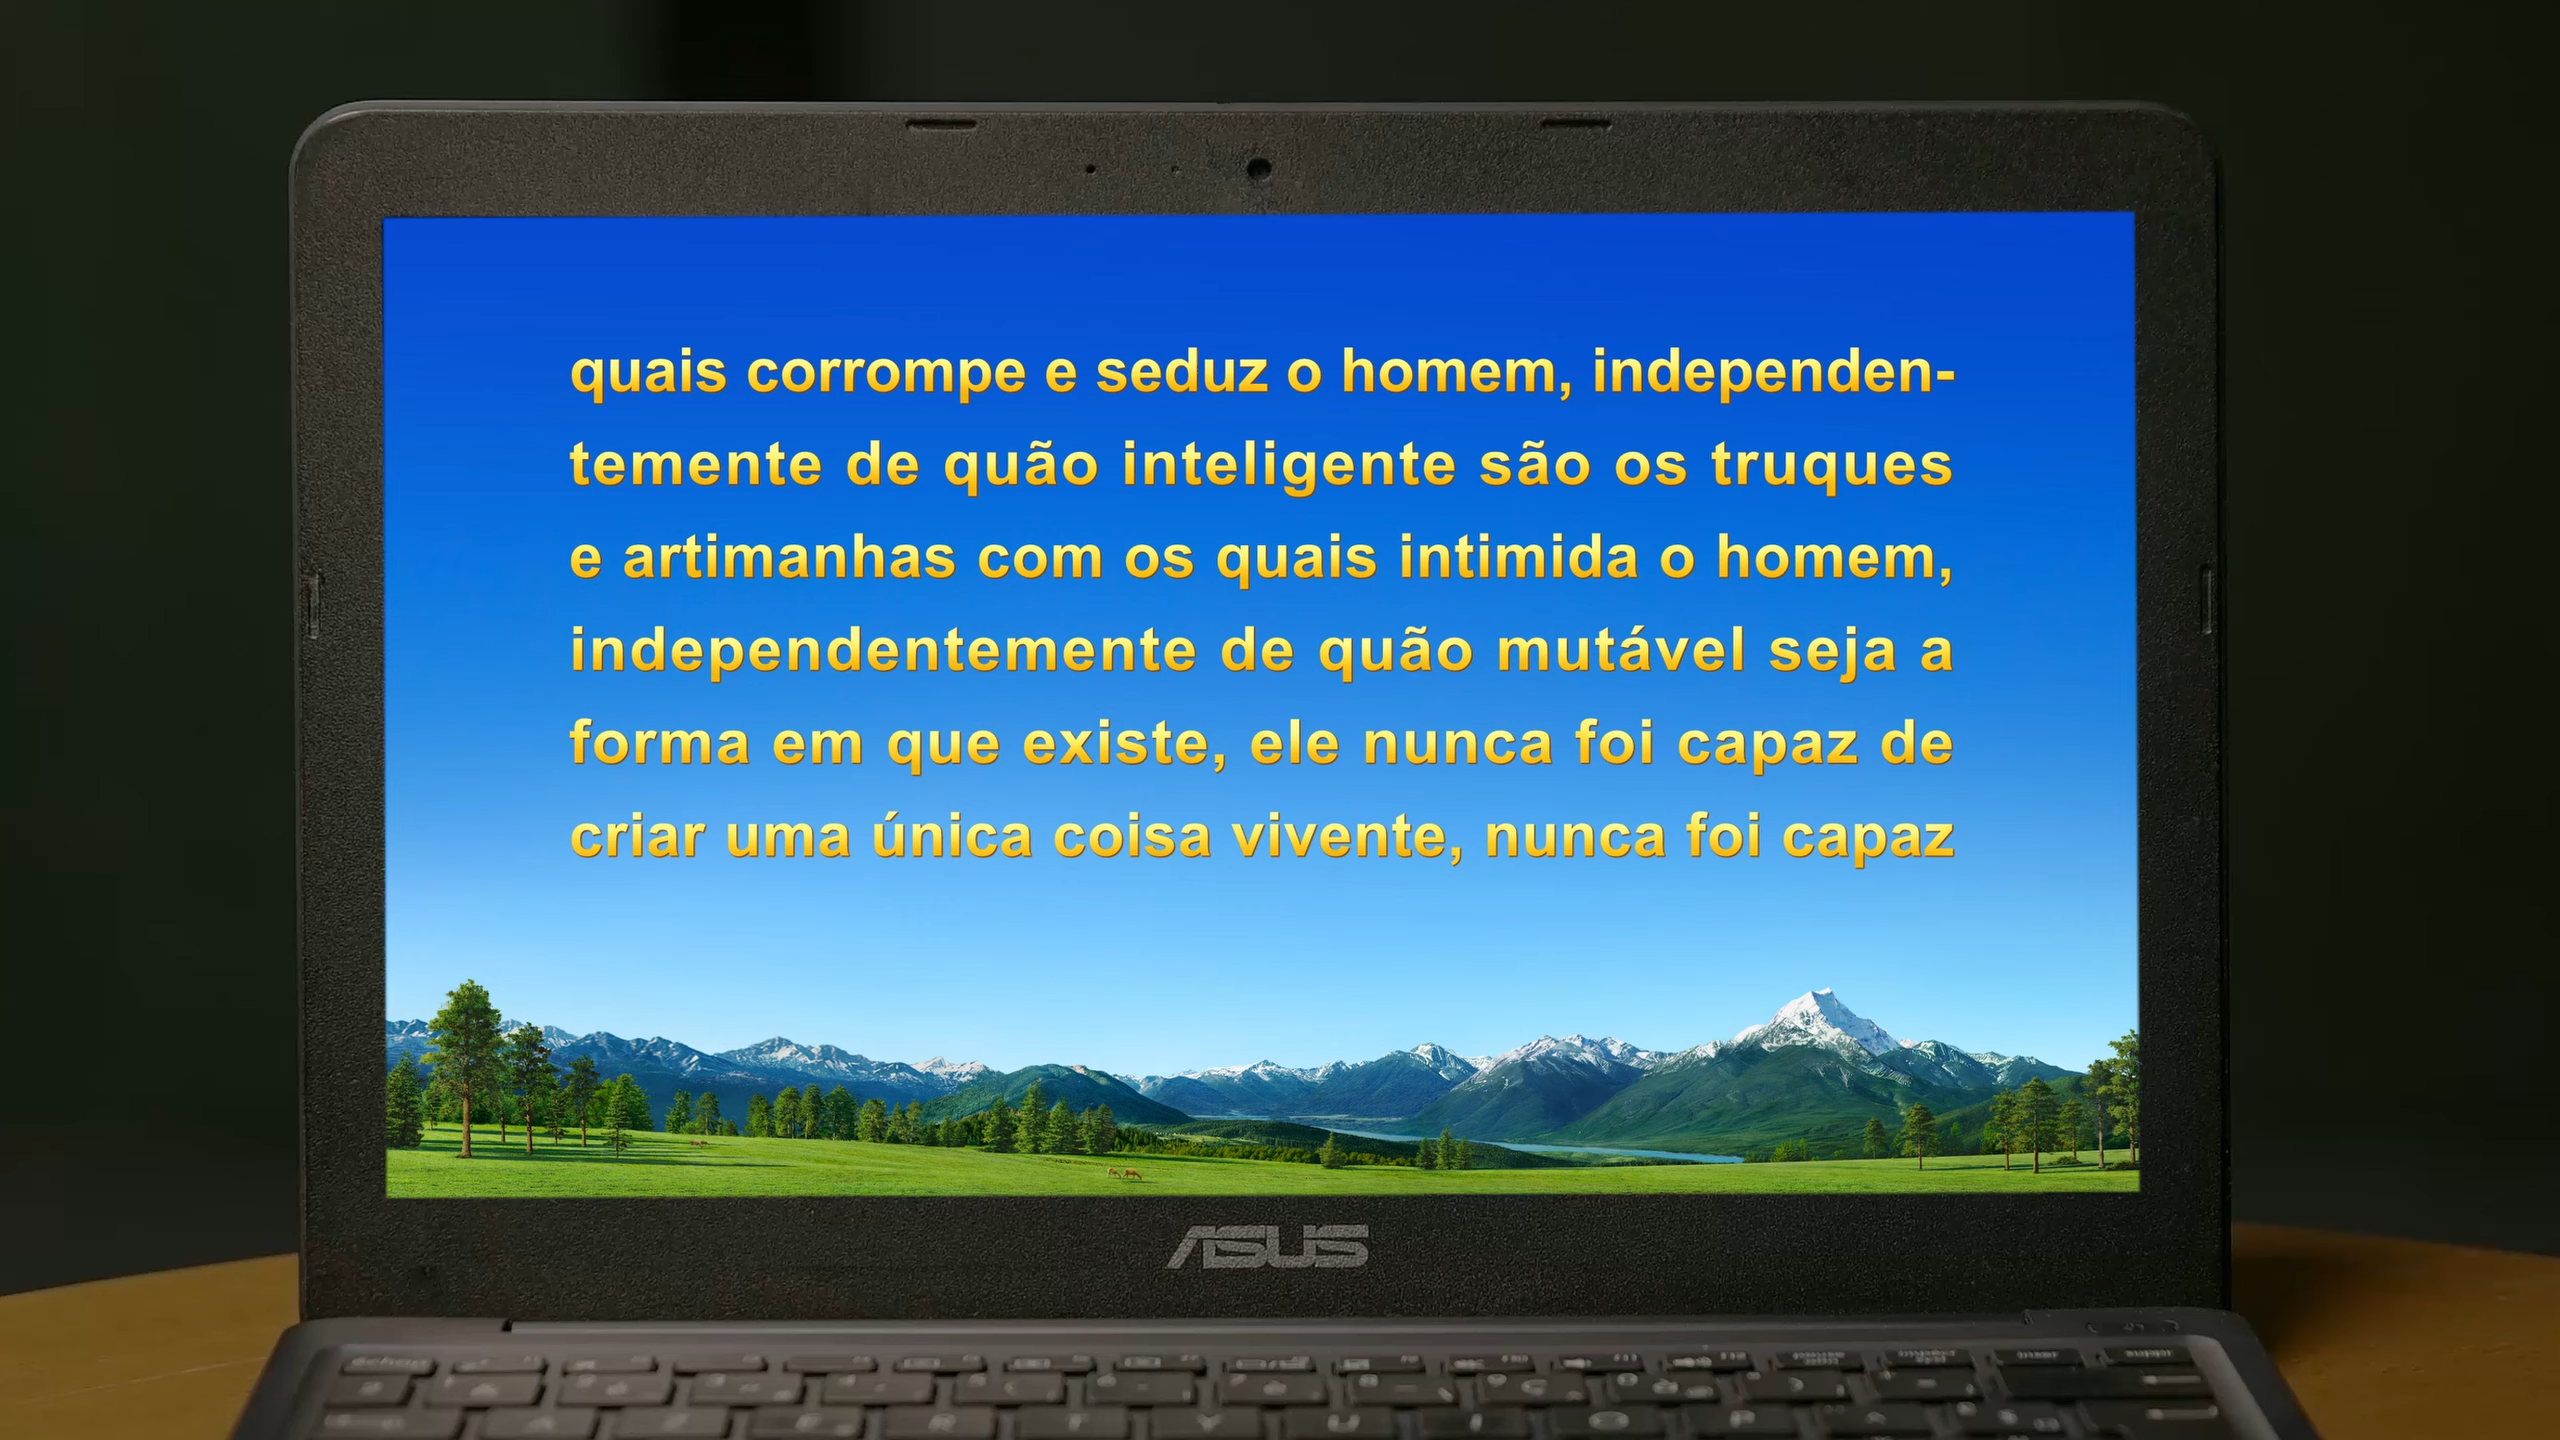 quais corrompe e seduz o homem, independen-
temente de quão inteligente são os truques
e artimanhas com os quais intimida o homem,
independentemente de quão mutável seja a
forma em que existe, ele nunca foi capaz de
criar uma única coisa vivente, nunca foi capaz
ASUS